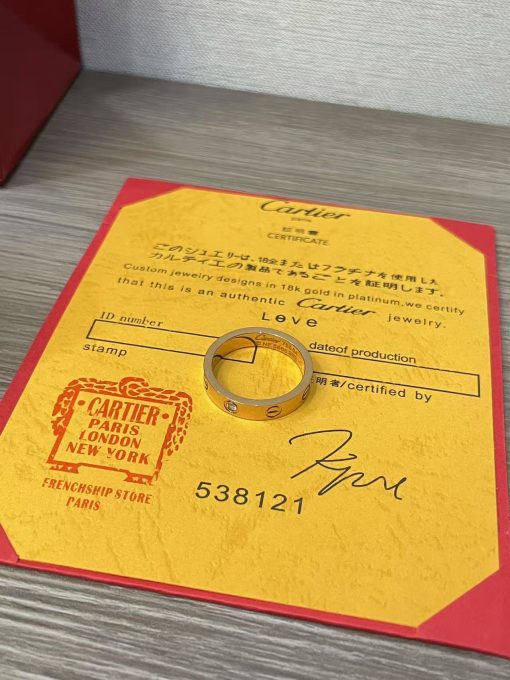 Cartier
Paris
証明書
CERTIFICATE
このジュエリーは、18金またはプラチナを使用した
カルティエの製品であることを証明します.
Custom jewelry designs in 18k gold in platinum,we certify
that this is an authentic Cartier jewelry.
Love
ID number
dateof production
stamp
明者/certified by
CARTIER
PARIS
LONDON
NEW YORK
FRENCHSHIP STORE
PARIS
538121